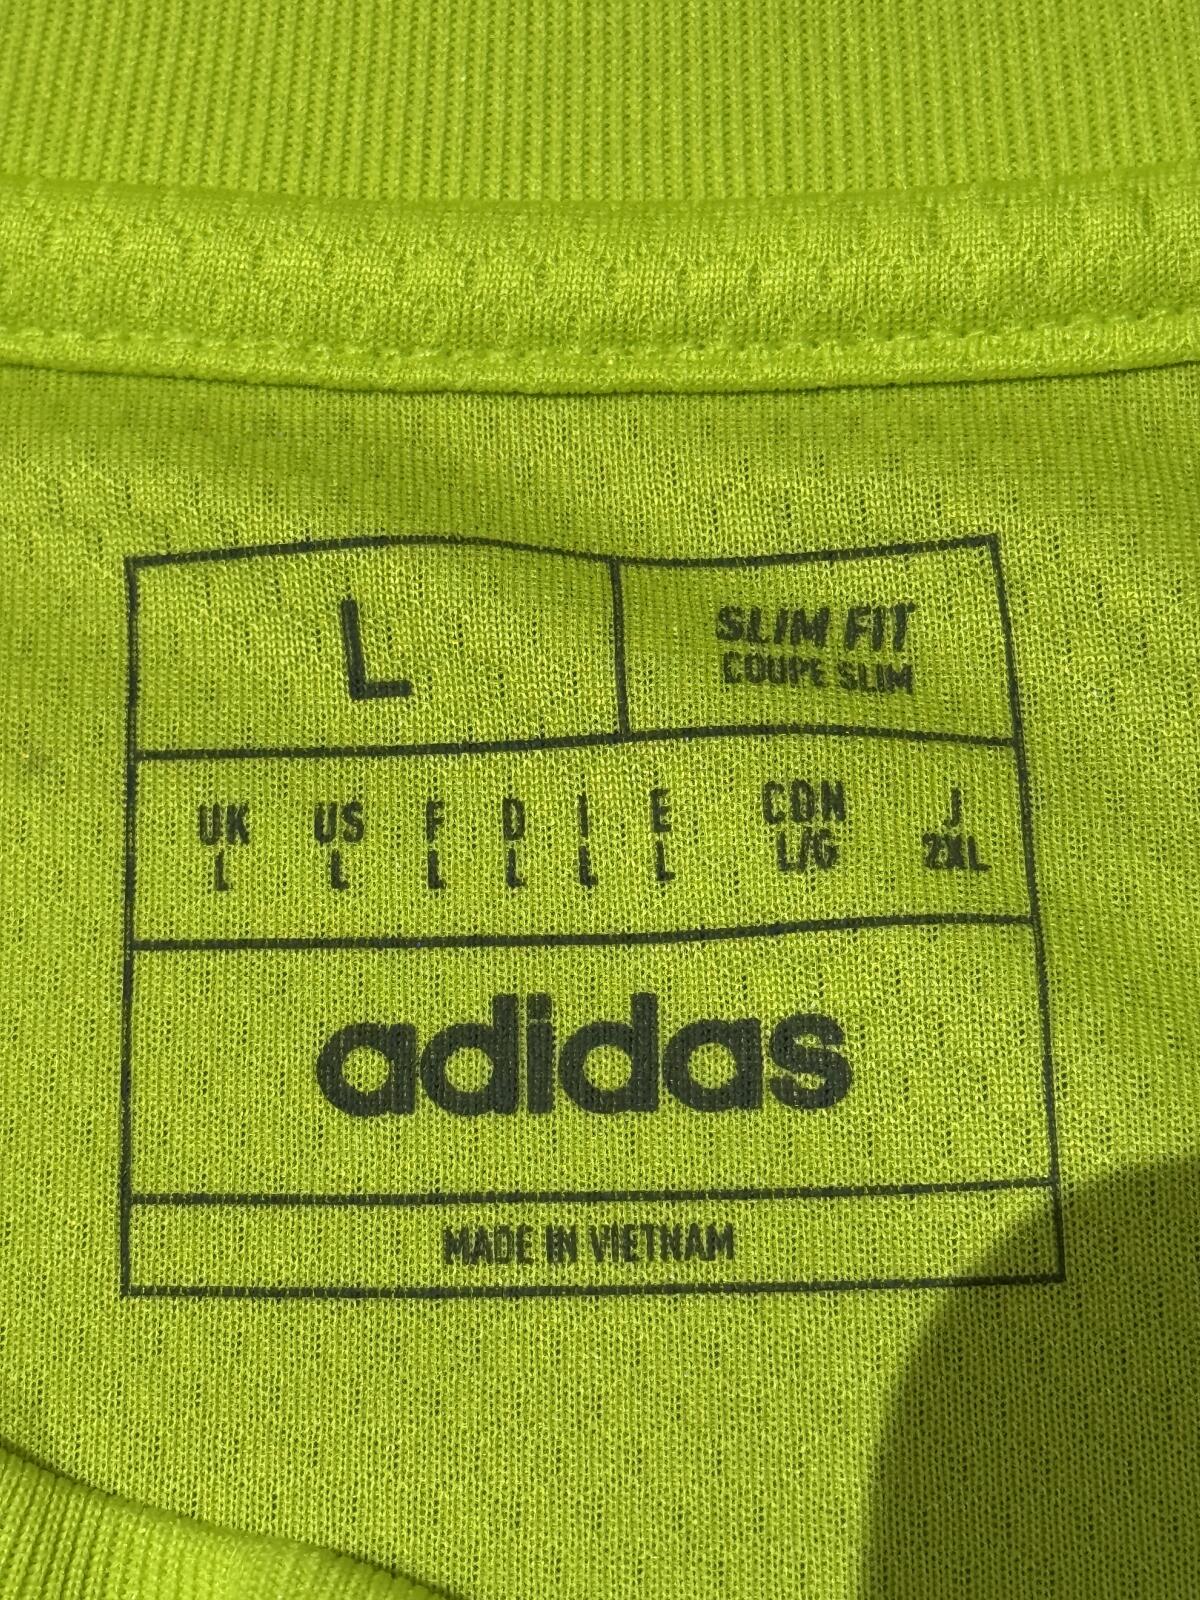 L
SLIM FIT
COUPE SLIM
UK US F D I E CDN J
L L L L L L L/G 2XL
adidas
MADE IN VIETNAM